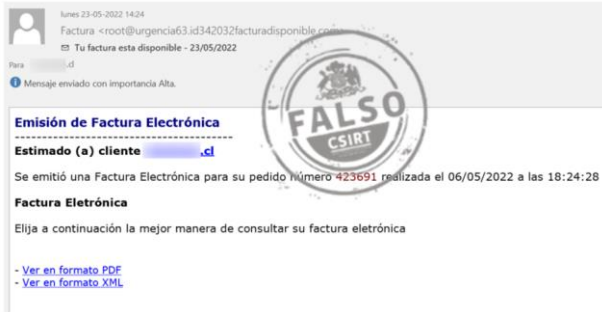 lunes 23-05-2022 14:24
Factura <root@urgencia63.id342032facturadisponible.com>
Tu factura esta disponible - 23/05/2022
Para .d
Mensaje enviado con importancia Alta.
FALSO
CSIRT
Emisión de Factura Electrónica
---------------------------------------
Estimado (a) cliente .cl
Se emitió una Factura Electrónica para su pedido número 423691 realizada el 06/05/2022 a las 18:24:28
Factura Eletrónica
Elija a continuación la mejor manera de consultar su factura eletrónica
- Ver en formato PDF
- Ver en formato XML